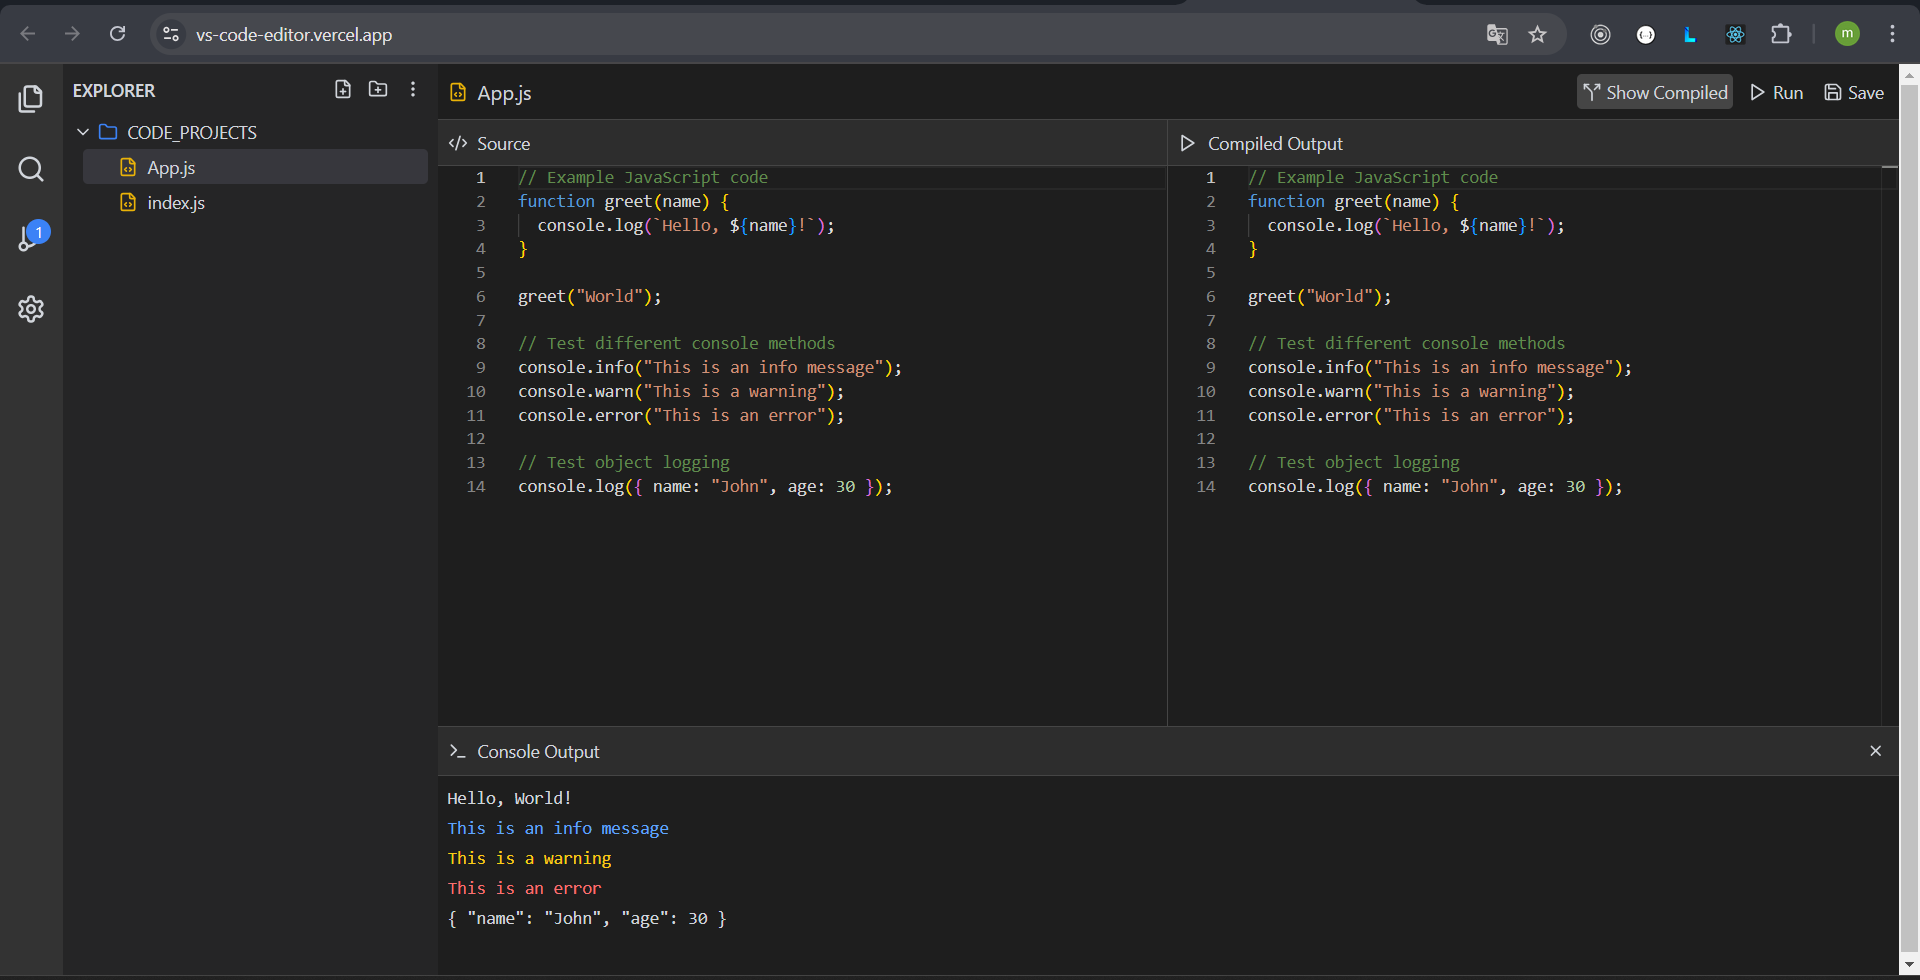 vs-code-editor.vercel.app
m
EXPLORER
CODE_PROJECTS
App.js
index.js
1
App.js
Show Compiled
Run
Save
Source
1 // Example JavaScript code
2 function greet(name) {
3   console.log(`Hello, ${name}!`);
4 }
5
6 greet("World");
7
8 // Test different console methods
9 console.info("This is an info message");
10 console.warn("This is a warning");
11 console.error("This is an error");
12
13 // Test object logging
14 console.log({ name: "John", age: 30 });
Compiled Output
1 // Example JavaScript code
2 function greet(name) {
3   console.log(`Hello, ${name}!`);
4 }
5
6 greet("World");
7
8 // Test different console methods
9 console.info("This is an info message");
10 console.warn("This is a warning");
11 console.error("This is an error");
12
13 // Test object logging
14 console.log({ name: "John", age: 30 });
Console Output
Hello, World!
This is an info message
This is a warning
This is an error
{ "name": "John", "age": 30 }